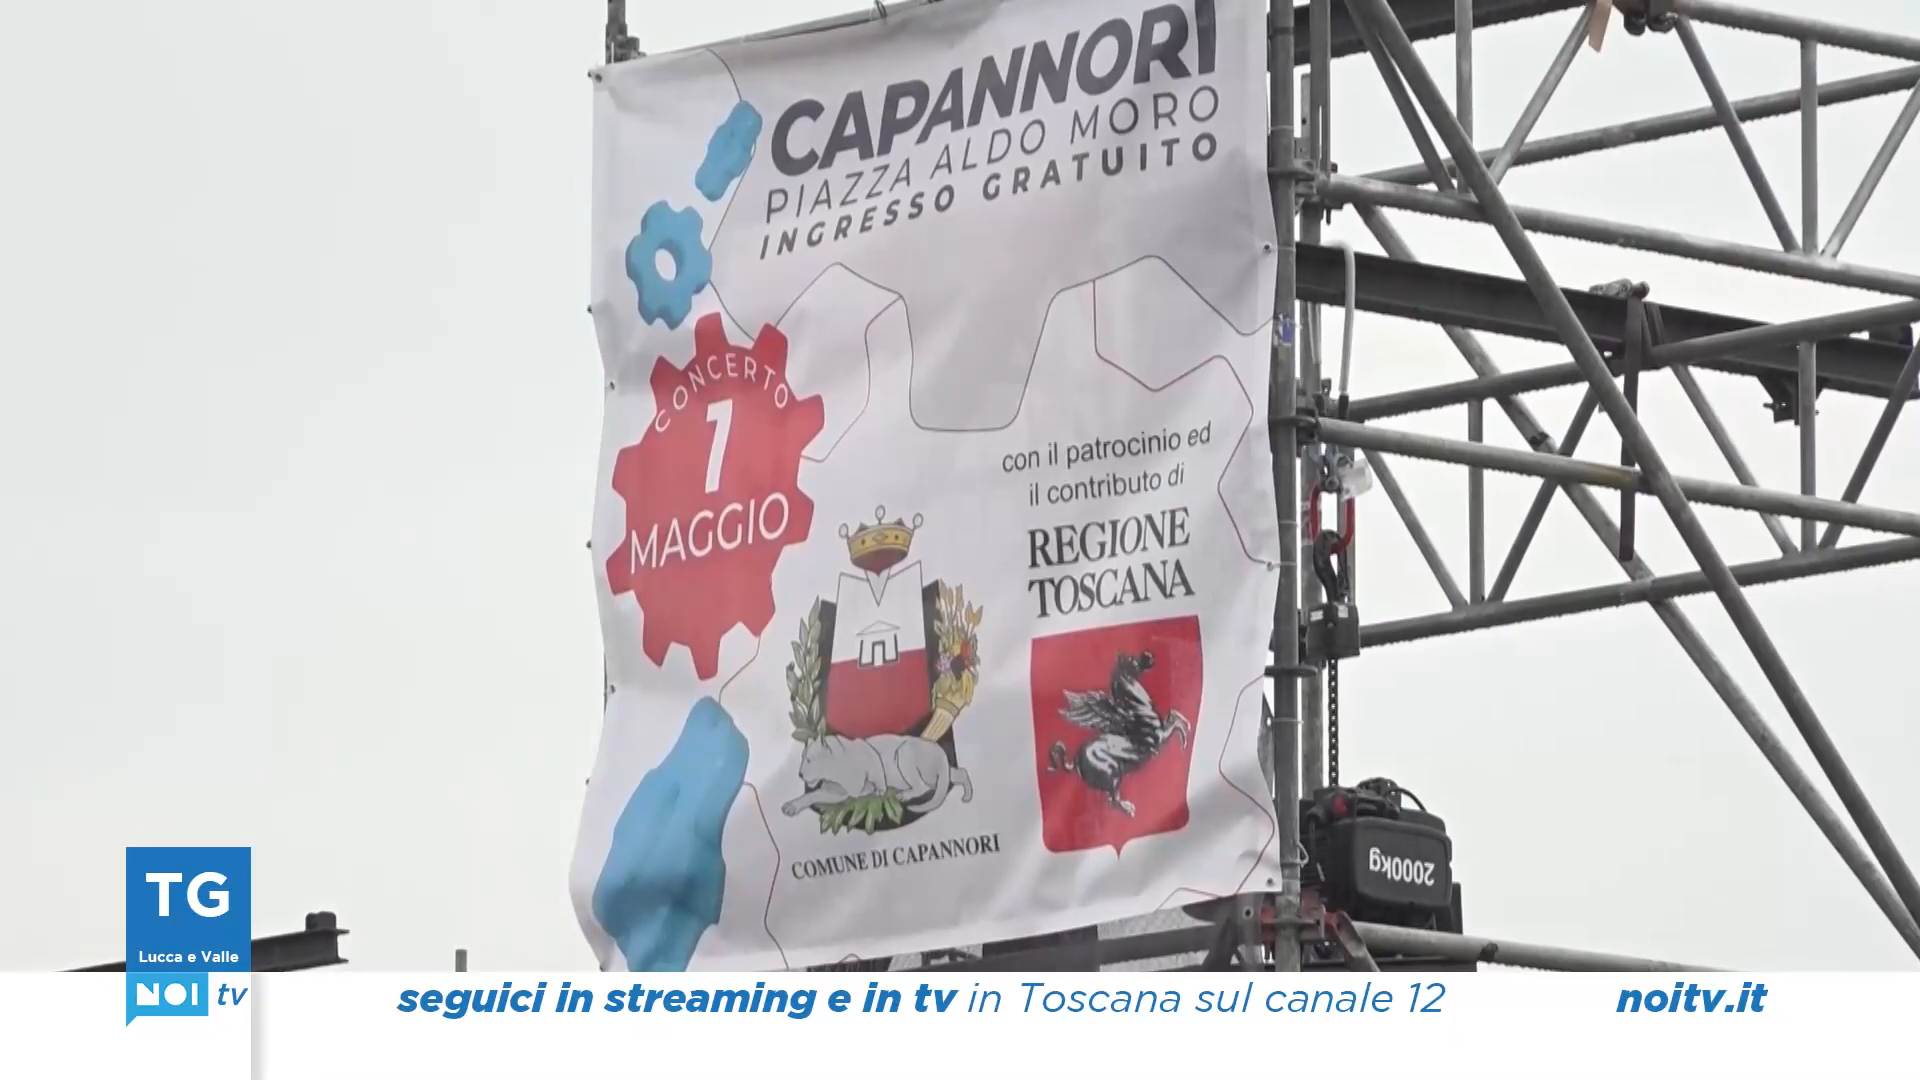 CAPANNORI
PIAZZA ALDO MORO
INGRESSO GRATUITO
CONCERTO
1
MAGGIO
con il patrocinio ed
il contributo di
REGIONE
TOSCANA
COMUNE DI CAPANNORI
2000kg
TG
Lucca e Valle
NOI tv
seguici in streaming e in tv in Toscana sul canale 12
noitv.it